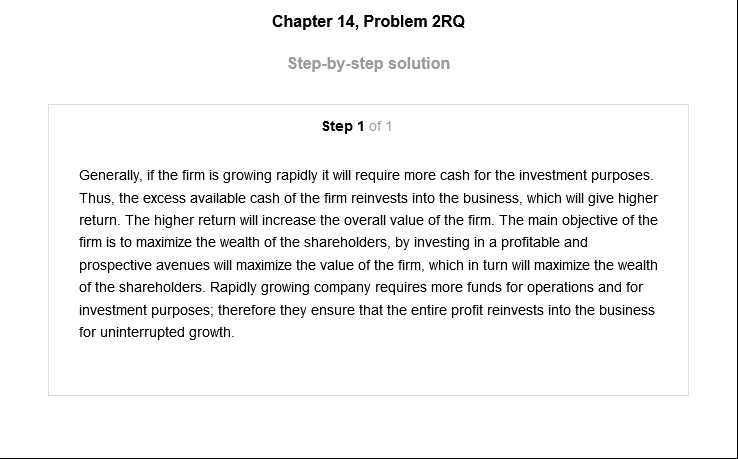 Chapter 14, Problem 2RQ
Step-by-step solution
Step 1 of 1
Generally, if the firm is growing rapidly it will require more cash for the investment purposes.
Thus, the excess available cash of the firm reinvests into the business, which will give higher
return. The higher return will increase the overall value of the firm. The main objective of the
firm is to maximize the wealth of the shareholders, by investing in a profitable and
prospective avenues will maximize the value of the firm, which in turn will maximize the wealth
of the shareholders. Rapidly growing company requires more funds for operations and for
investment purposes; therefore they ensure that the entire profit reinvests into the business
for uninterrupted growth.